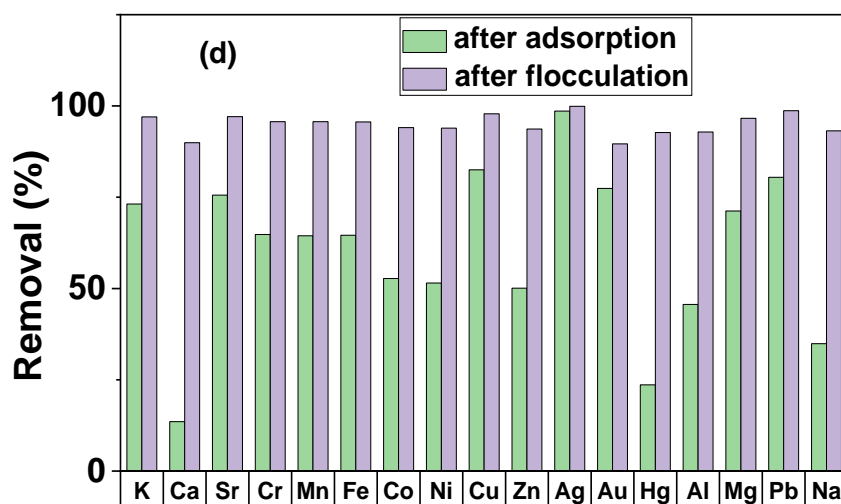 (d)
after adsorption
after flocculation
Removal (%)
100
50
0
K Ca Sr Cr Mn Fe Co Ni Cu Zn Ag Au Hg Al Mg Pb Na